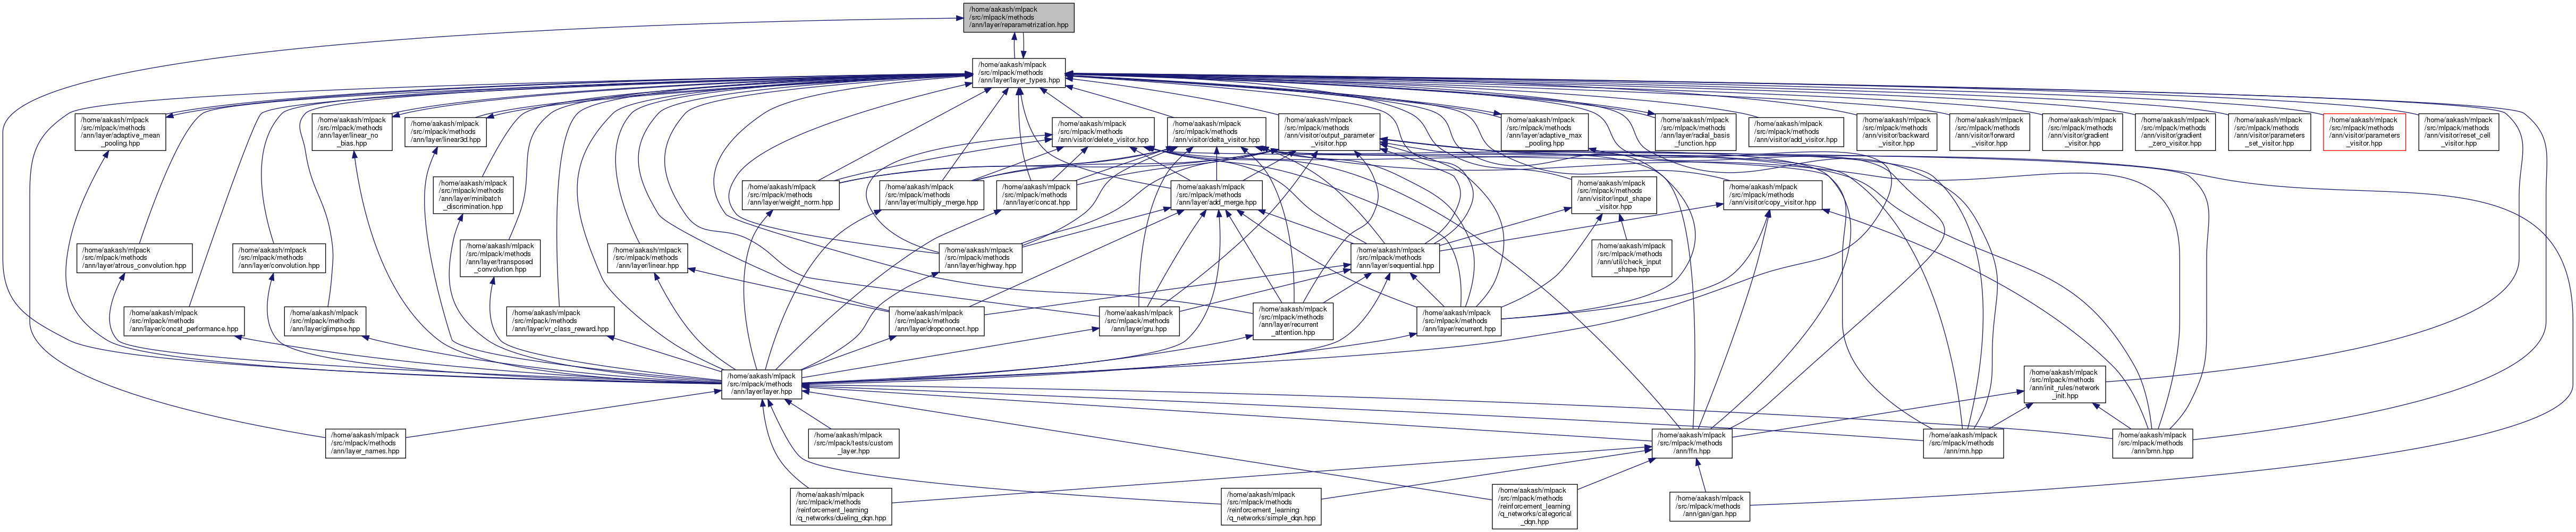 /home/aakash/mlpack
/src/mlpack/methods
/ann/layer/reparametrization.hpp
/home/aakash/mlpack
/src/mlpack/methods
/ann/layer/layer_types.hpp
/home/aakash/mlpack
/src/mlpack/methods
/ann/layer/adaptive_mean
_pooling.hpp
/home/aakash/mlpack
/src/mlpack/methods
/ann/layer/linear_no
_bias.hpp
/home/aakash/mlpack
/src/mlpack/methods
/ann/layer/linear3d.hpp
/home/aakash/mlpack
/src/mlpack/methods
/ann/visitor/delete_visitor.hpp
/home/aakash/mlpack
/src/mlpack/methods
/ann/visitor/delta_visitor.hpp
/home/aakash/mlpack
/src/mlpack/methods
/ann/visitor/output_parameter
_visitor.hpp
/home/aakash/mlpack
/src/mlpack/methods
/ann/layer/adaptive_max
_pooling.hpp
/home/aakash/mlpack
/src/mlpack/methods
/ann/layer/radial_basis
_function.hpp
/home/aakash/mlpack
/src/mlpack/methods
/ann/visitor/add_visitor.hpp
/home/aakash/mlpack
/src/mlpack/methods
/ann/visitor/backward
_visitor.hpp
/home/aakash/mlpack
/src/mlpack/methods
/ann/visitor/forward
_visitor.hpp
/home/aakash/mlpack
/src/mlpack/methods
/ann/visitor/gradient
_visitor.hpp
/home/aakash/mlpack
/src/mlpack/methods
/ann/visitor/gradient
_zero_visitor.hpp
/home/aakash/mlpack
/src/mlpack/methods
/ann/visitor/parameters
_set_visitor.hpp
/home/aakash/mlpack
/src/mlpack/methods
/ann/visitor/parameters
_visitor.hpp
/home/aakash/mlpack
/src/mlpack/methods
/ann/visitor/reset_cell
_visitor.hpp
/home/aakash/mlpack
/src/mlpack/methods
/ann/layer/minibatch
_discrimination.hpp
/home/aakash/mlpack
/src/mlpack/methods
/ann/layer/weight_norm.hpp
/home/aakash/mlpack
/src/mlpack/methods
/ann/layer/multiply_merge.hpp
/home/aakash/mlpack
/src/mlpack/methods
/ann/layer/concat.hpp
/home/aakash/mlpack
/src/mlpack/methods
/ann/layer/add_merge.hpp
/home/aakash/mlpack
/src/mlpack/methods
/ann/visitor/input_shape
_visitor.hpp
/home/aakash/mlpack
/src/mlpack/methods
/ann/visitor/copy_visitor.hpp
/home/aakash/mlpack
/src/mlpack/methods
/ann/layer/atrous_convolution.hpp
/home/aakash/mlpack
/src/mlpack/methods
/ann/layer/convolution.hpp
/home/aakash/mlpack
/src/mlpack/methods
/ann/layer/transposed
_convolution.hpp
/home/aakash/mlpack
/src/mlpack/methods
/ann/layer/linear.hpp
/home/aakash/mlpack
/src/mlpack/methods
/ann/layer/highway.hpp
/home/aakash/mlpack
/src/mlpack/methods
/ann/layer/sequential.hpp
/home/aakash/mlpack
/src/mlpack/methods
/ann/util/check_input
_shape.hpp
/home/aakash/mlpack
/src/mlpack/methods
/ann/layer/concat_performance.hpp
/home/aakash/mlpack
/src/mlpack/methods
/ann/layer/glimpse.hpp
/home/aakash/mlpack
/src/mlpack/methods
/ann/layer/vr_class_reward.hpp
/home/aakash/mlpack
/src/mlpack/methods
/ann/layer/dropconnect.hpp
/home/aakash/mlpack
/src/mlpack/methods
/ann/layer/gru.hpp
/home/aakash/mlpack
/src/mlpack/methods
/ann/layer/recurrent
_attention.hpp
/home/aakash/mlpack
/src/mlpack/methods
/ann/layer/recurrent.hpp
/home/aakash/mlpack
/src/mlpack/methods
/ann/layer/layer.hpp
/home/aakash/mlpack
/src/mlpack/methods
/ann/init_rules/network
_init.hpp
/home/aakash/mlpack
/src/mlpack/methods
/ann/layer_names.hpp
/home/aakash/mlpack
/src/mlpack/tests/custom
_layer.hpp
/home/aakash/mlpack
/src/mlpack/methods
/ann/ffn.hpp
/home/aakash/mlpack
/src/mlpack/methods
/ann/rnn.hpp
/home/aakash/mlpack
/src/mlpack/methods
/ann/brnn.hpp
/home/aakash/mlpack
/src/mlpack/methods
/reinforcement_learning
/q_networks/dueling_dqn.hpp
/home/aakash/mlpack
/src/mlpack/methods
/reinforcement_learning
/q_networks/simple_dqn.hpp
/home/aakash/mlpack
/src/mlpack/methods
/reinforcement_learning
/q_networks/categorical
_dqn.hpp
/home/aakash/mlpack
/src/mlpack/methods
/ann/gan/gan.hpp